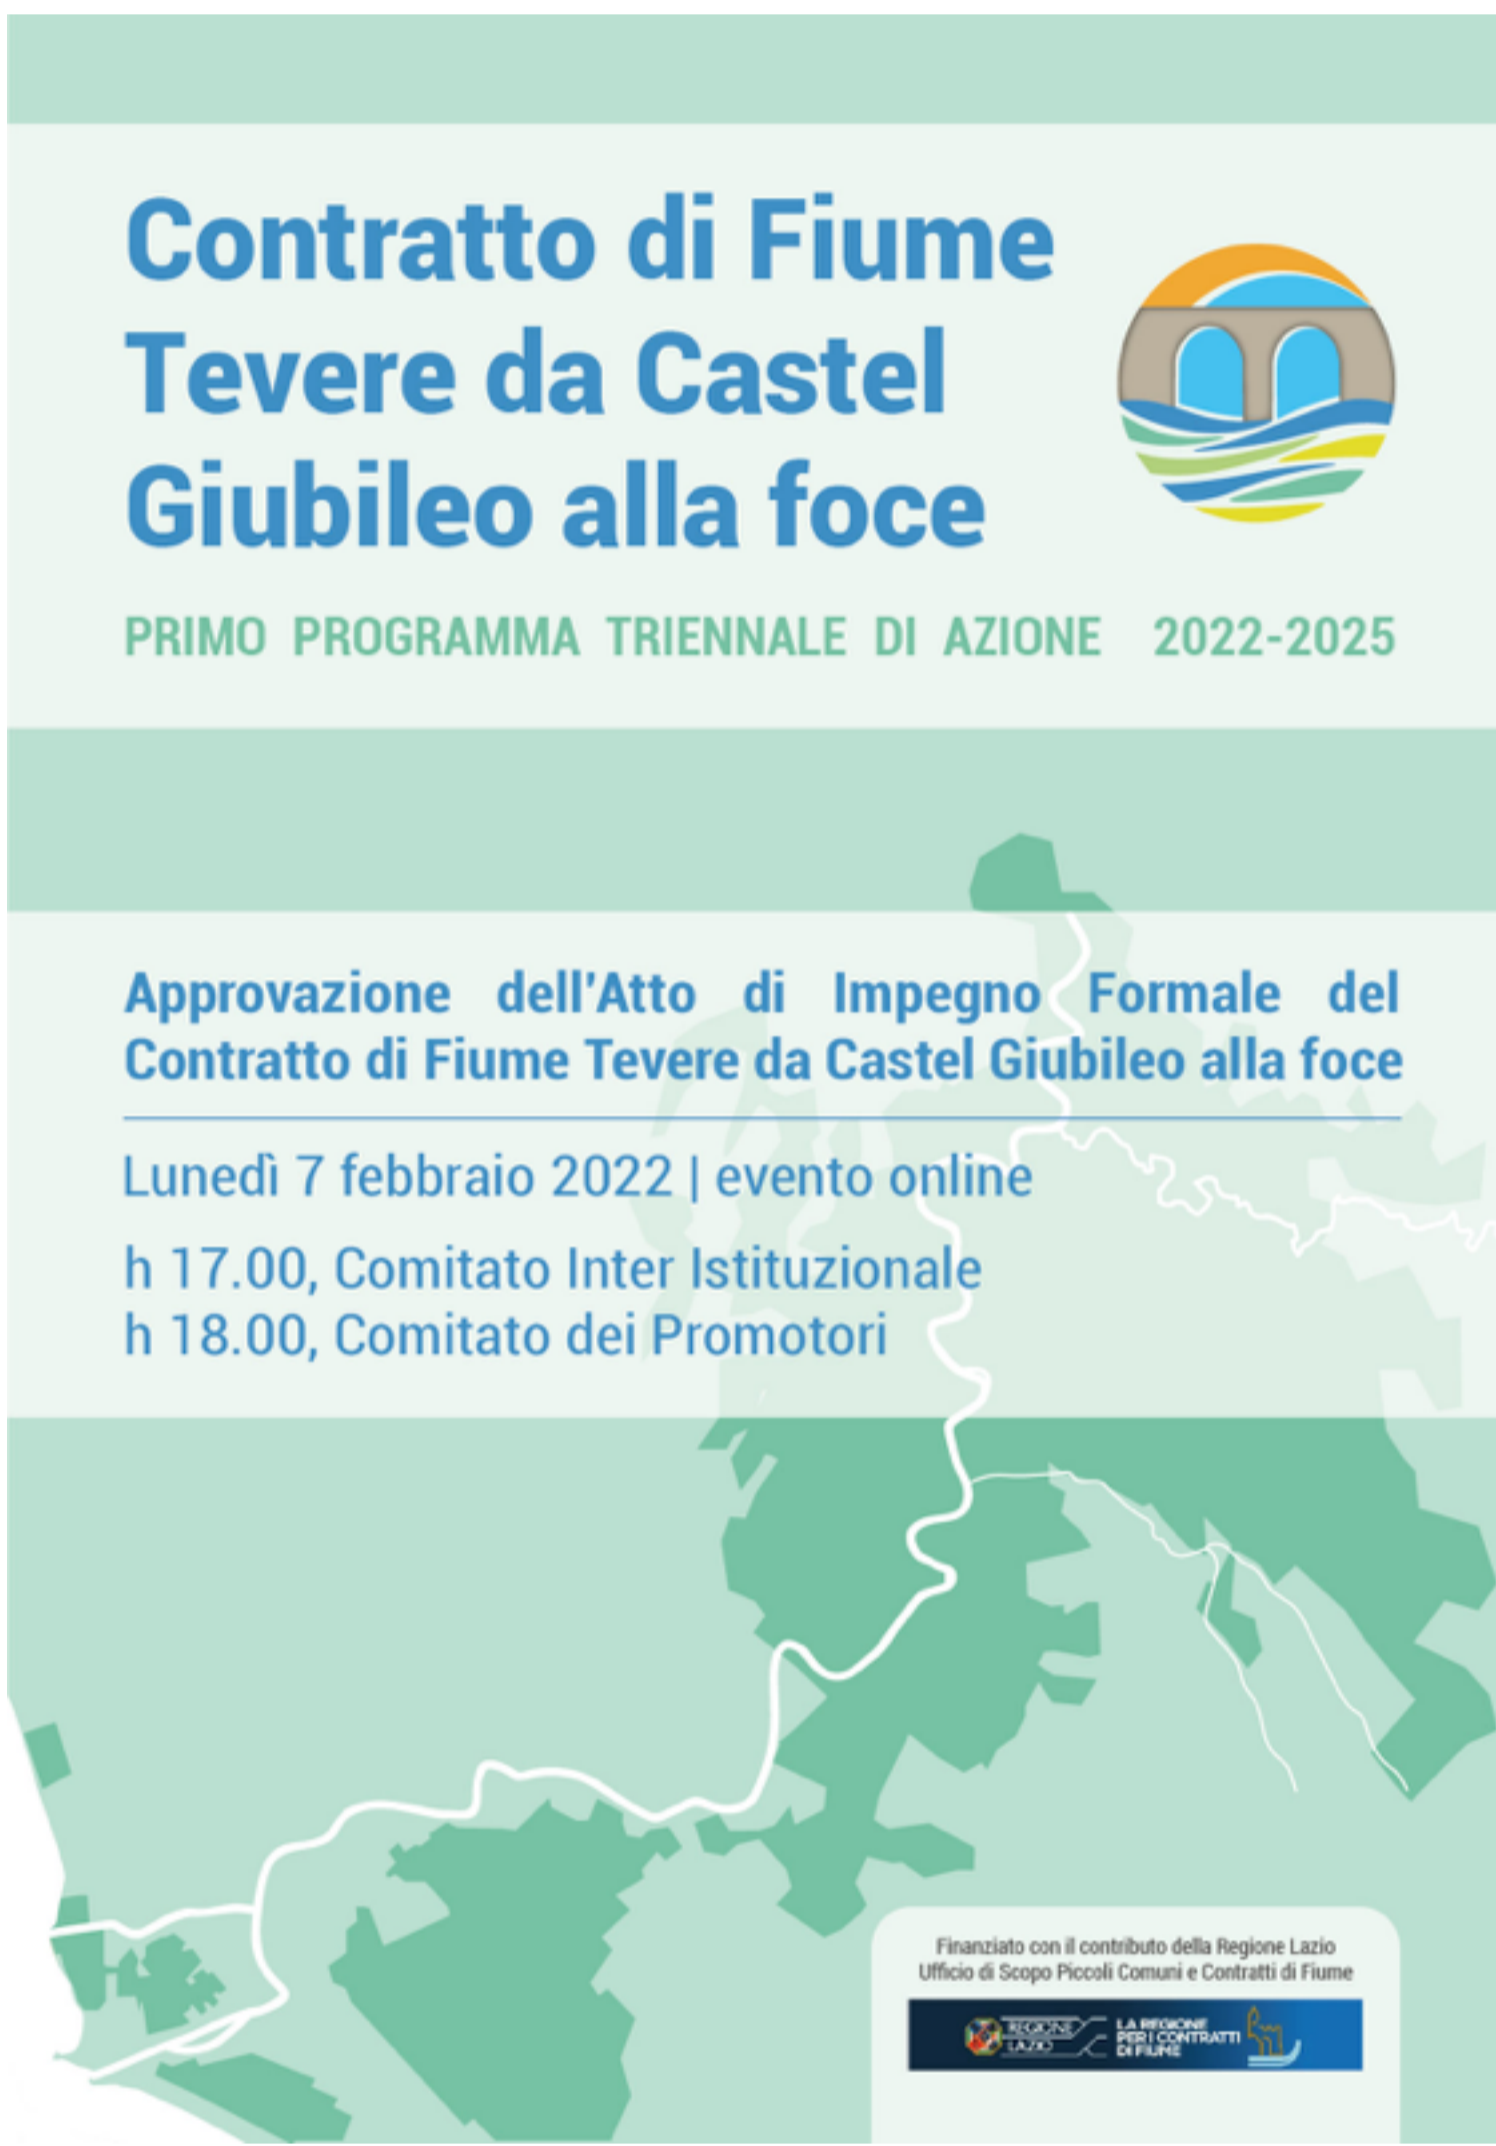 Contratto di Fiume
Tevere da Castel
Giubileo alla foce
PRIMO PROGRAMMA TRIENNALE DI AZIONE 2022-2025
Approvazione dell'Atto di Impegno Formale del
Contratto di Fiume Tevere da Castel Giubileo alla foce
Lunedì 7 febbraio 2022 | evento online
h 17.00, Comitato Inter Istituzionale
h 18.00, Comitato dei Promotori
Finanziato con il contributo della Regione Lazio
Ufficio di Scopo Piccoli Comuni e Contratti di Fiume
REGIONE
LAZIO
LA REGIONE
PER I CONTRATTI
DI FIUME